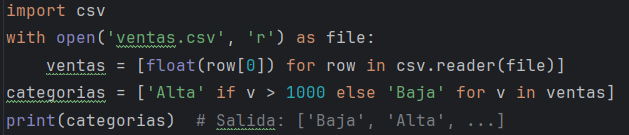 import csv
with open('ventas.csv', 'r') as file:
    ventas = [float(row[0]) for row in csv.reader(file)]
categorias = ['Alta' if v > 1000 else 'Baja' for v in ventas]
print(categorias)  # Salida: ['Baja', 'Alta', ...]